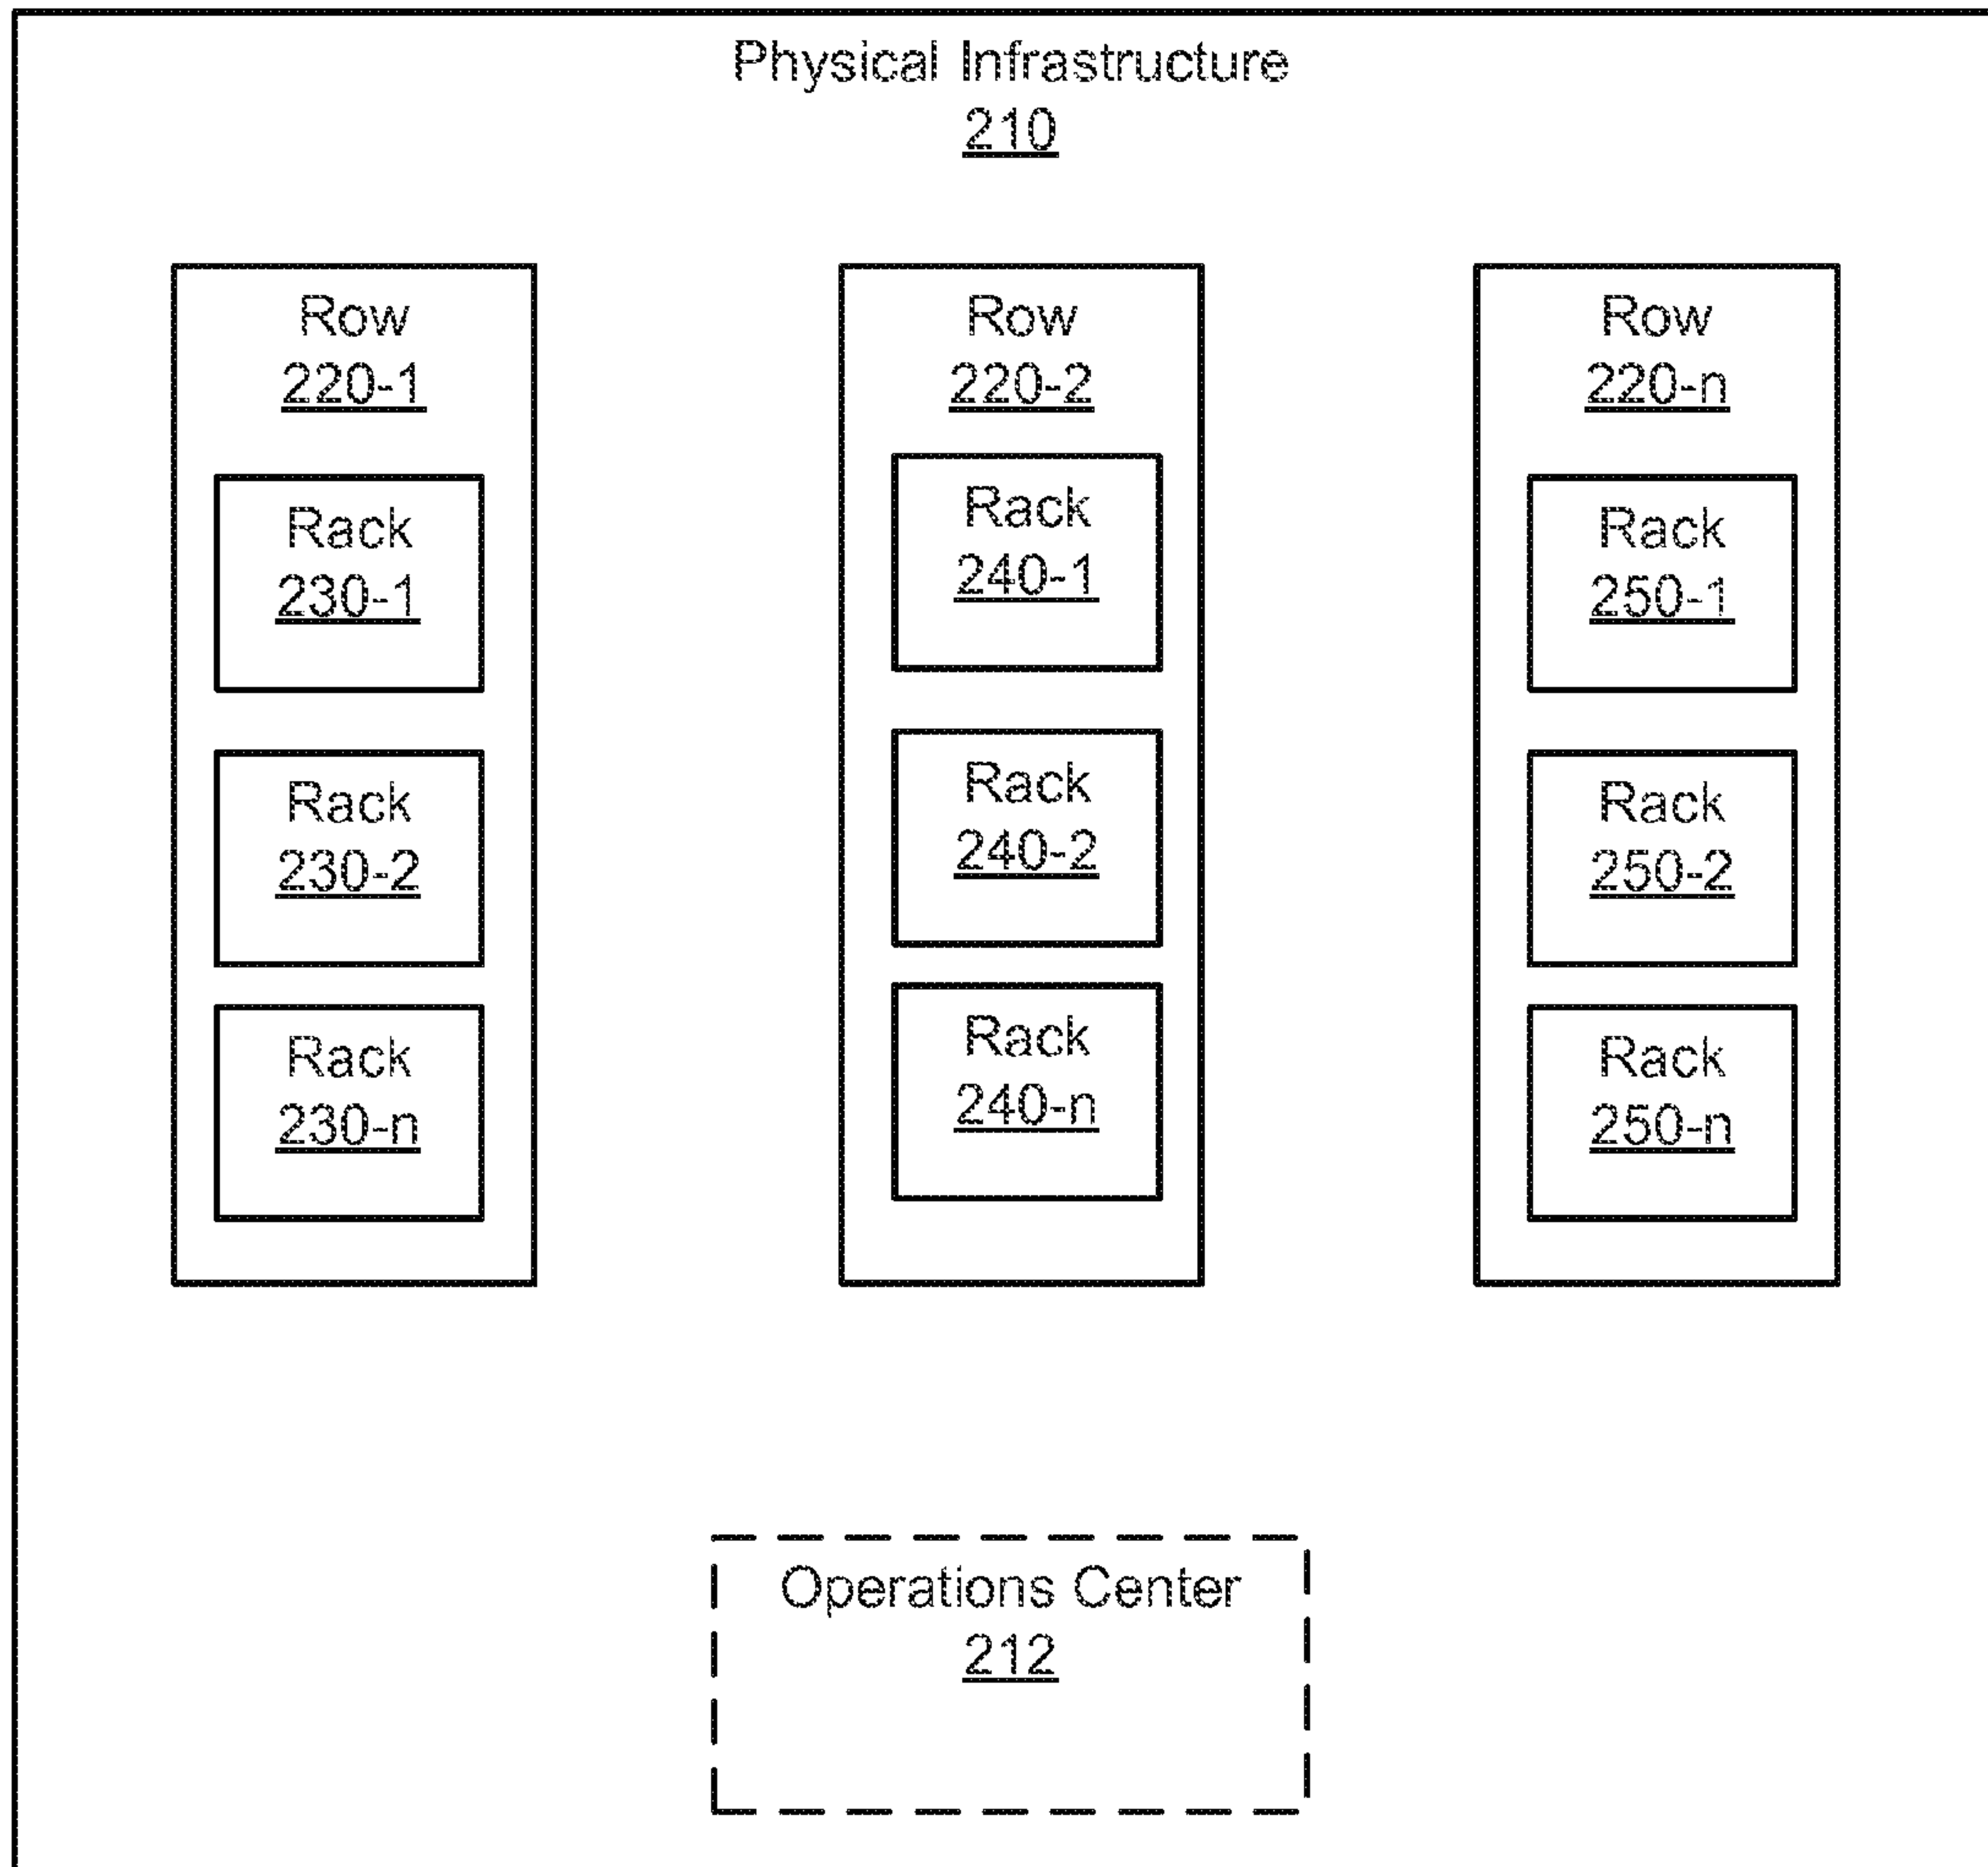 Physical Infrastructure
210
Row
220-1
Rack
230-1
Rack
230-2
Rack
230-n
Row
220-2
Rack
240-1
Rack
240-2
Rack
240-n
Row
220-n
Rack
250-1
Rack
250-2
Rack
250-n
Operations Center
212